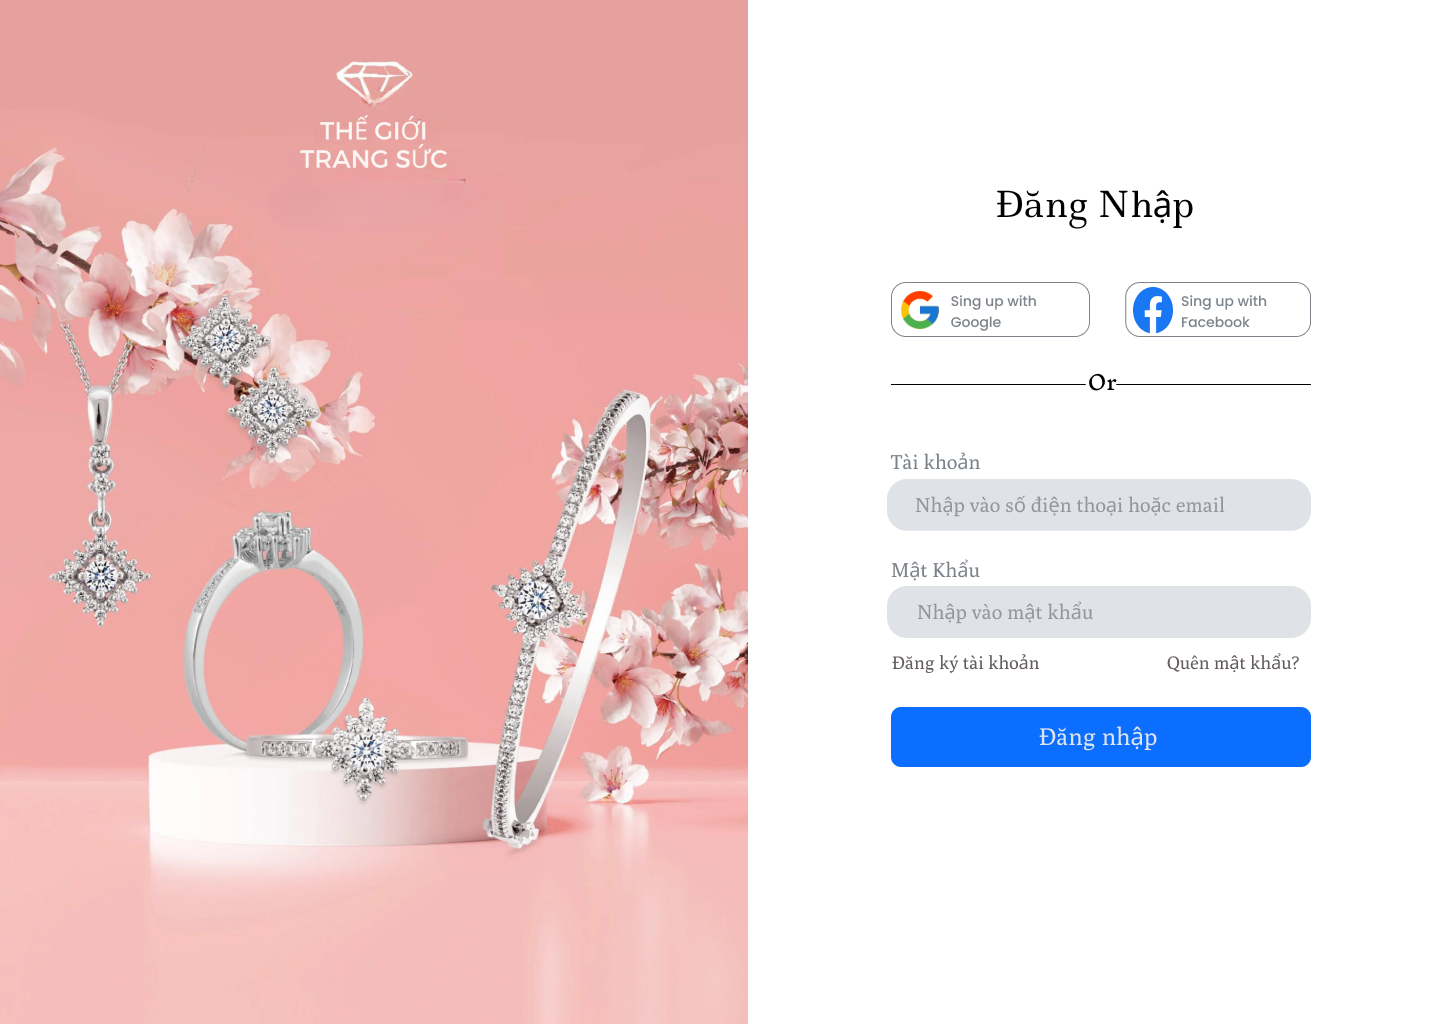 THẾ GIỚI
TRANG SỨC
Đăng Nhập
Sing up with
Google
Sing up with
Facebook
Or
Tài khoản
Nhập vào số điện thoại hoặc email
Mật Khẩu
Nhập vào mật khẩu
Đăng ký tài khoản
Quên mật khẩu?
Đăng nhập